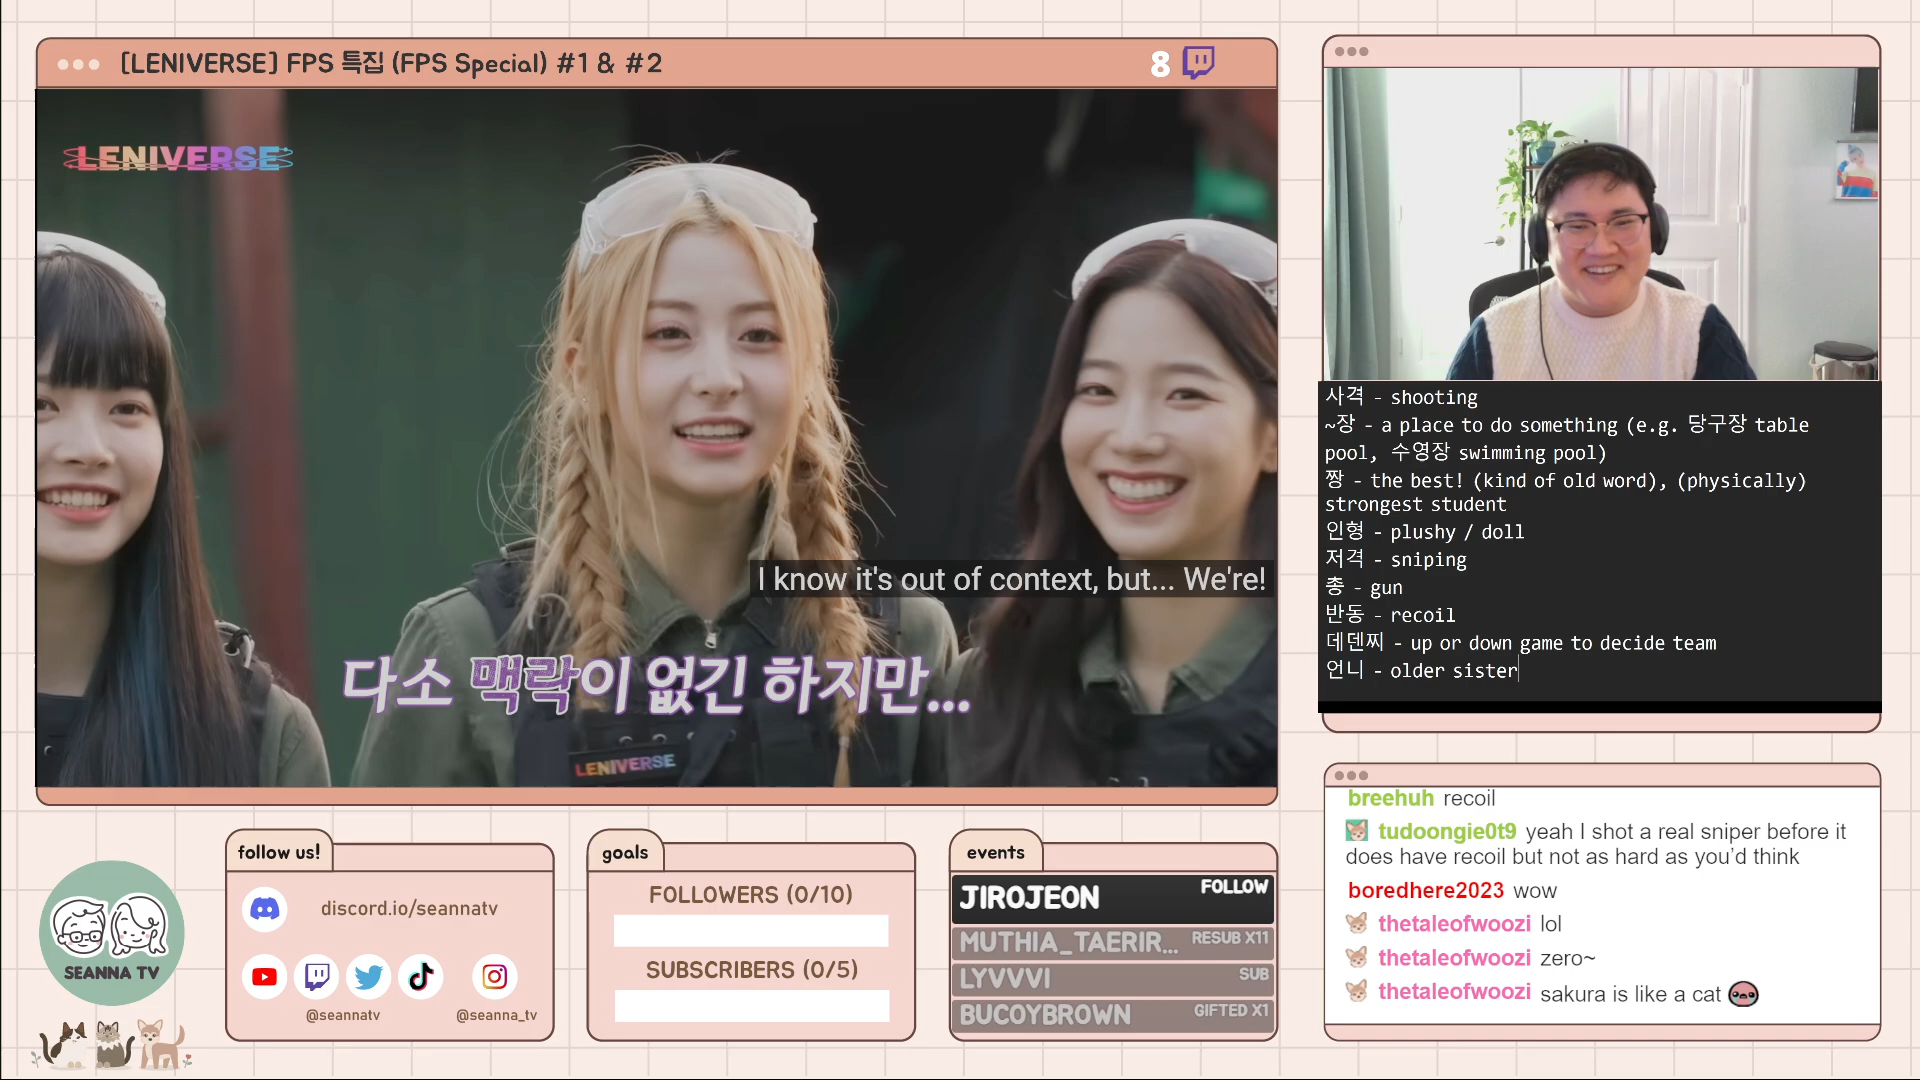 [LENIVERSE] FPS 특집 (FPS Special) #1 & #2
8
LENIVERSE
I know it's out of context, but... We're!
다소 맥락이 없긴 하지만...
LENIVERSE
사격 - shooting
~장 - a place to do something (e.g. 당구장 table
pool, 수영장 swimming pool)
짱 - the best! (kind of old word), (physically)
strongest student
인형 - plushy / doll
저격 - sniping
총 - gun
반동 - recoil
데덴찌 - up or down game to decide team
언니 - older sister
breehuh recoil
tudoongie0t9 yeah I shot a real sniper before it
does have recoil but not as hard as you'd think
boredhere2023 wow
thetaleofwoozi lol
thetaleofwoozi zero~
thetaleofwoozi sakura is like a cat
SEANNA TV
follow us!
discord.io/seannatv
@seannatv
@seanna_tv
goals
FOLLOWERS (0/10)
SUBSCRIBERS (0/5)
events
JIROJEON FOLLOW
MUTHIA_TAERIR... RESUB X11
LYVVVI SUB
BUCOYBROWN GIFTED X1